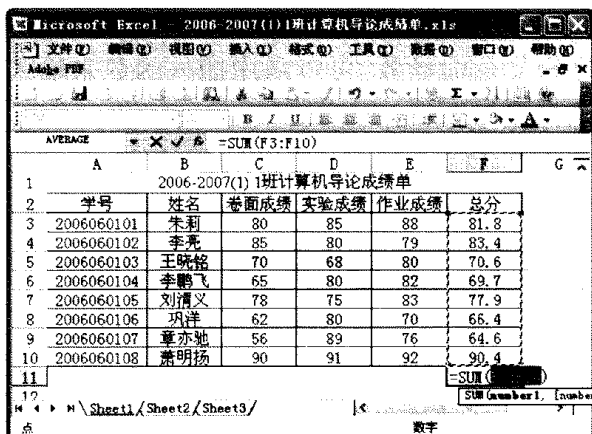 Microsoft Excel - 2006-2007(1)1班计算机导论成绩单.xls
文件(F) 编辑(E) 视图(V) 插入(I) 格式(O) 工具(T) 数据(D) 窗口(W) 帮助(H)
Adobe PDF
B I U
AVERAGE =SUM(F3:F10)
A B C D E F G
1 2006-2007(1) 1班计算机导论成绩单
2 学号 姓名 卷面成绩 实验成绩 作业成绩 总分
3 2006060101 朱莉 80 85 88 81.8
4 2006060102 李亮 85 80 79 83.4
5 2006060103 王晓铭 70 68 80 70.6
6 2006060104 李鹏飞 65 80 82 69.7
7 2006060105 刘渭义 78 75 83 77.9
8 2006060106 巩洋 62 80 70 66.4
9 2006060107 章亦驰 56 89 76 64.6
10 2006060108 萧明扬 90 91 92 90.4
11 =SUM( )
12 SUM(number1, [number
Sheet1 / Sheet2 / Sheet3 /
点 数字